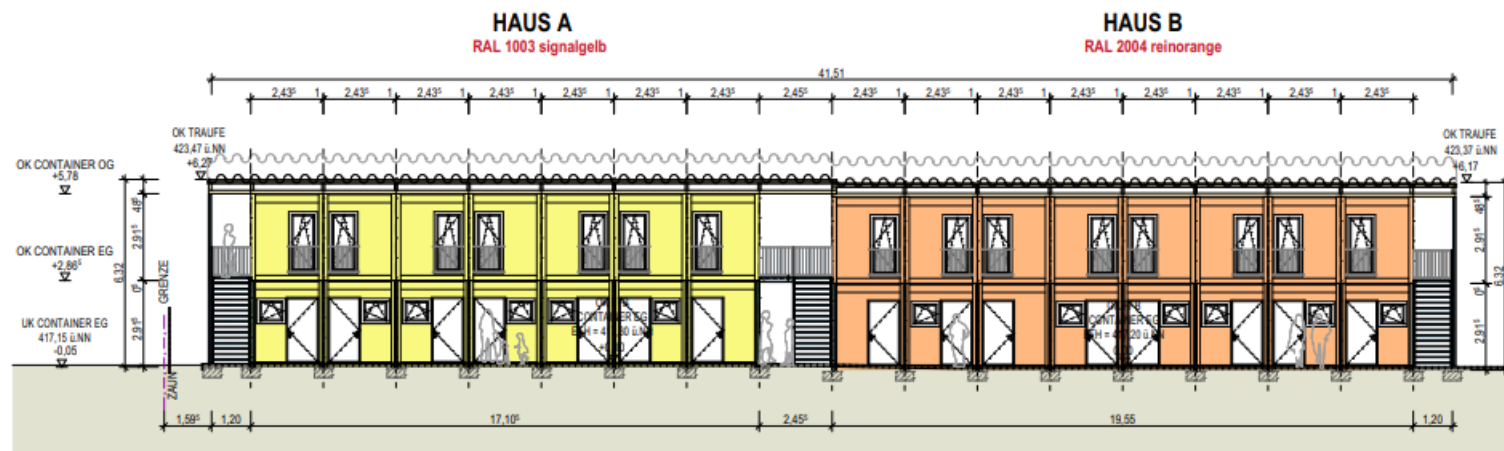 HAUS A
RAL 1003 signalgelb
HAUS B
RAL 2004 reinorange
41,51
2,43⁵ 1 2,43⁵ 1 2,43⁵ 1 2,43⁵ 1 2,43⁵ 1 2,43⁵ 1 2,43⁵ 2,45⁵ 2,43⁵ 1 2,43⁵ 1 2,43⁵ 1 2,43⁵ 1 2,43⁵ 1 2,43⁵ 1 2,43⁵ 1 2,43⁵
OK TRAUFE
423,47 ü.NN
+6,27
OK TRAUFE
423,37 ü.NN
+6,17
OK CONTAINER OG
+5,78
OK CONTAINER EG
+2,86⁵
UK CONTAINER EG
417,15 ü.NN
-0,05
6,32
48⁵
2,91⁵
0⁵
2,91⁵
GRENZE
ZAUN
CONTAINER EG
CONTAINER EG
48⁵
2,91⁵
0⁵
2,91⁵
6,32
1,59⁵ 1,20 17,10⁵ 2,45⁵ 19,55 1,20